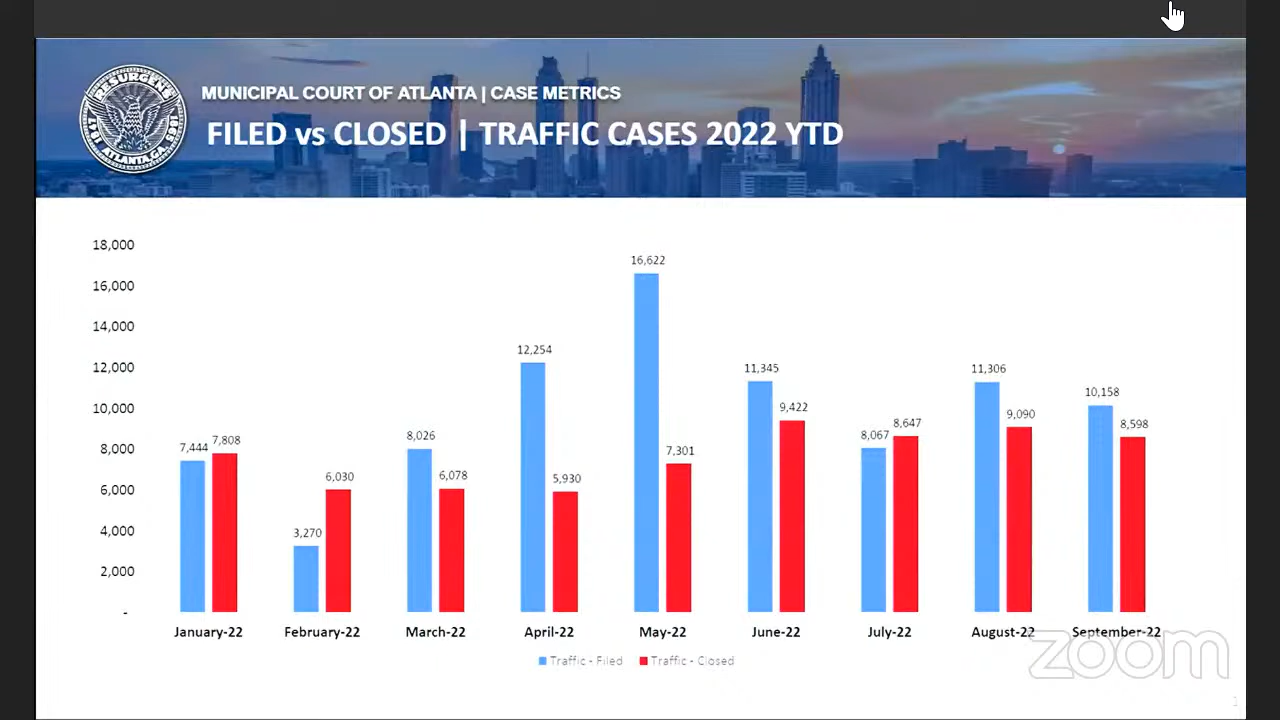 RESURGENS
1847
1865
ATLANTA, GA.
MUNICIPAL COURT OF ATLANTA | CASE METRICS
FILED vs CLOSED | TRAFFIC CASES 2022 YTD
18,000
16,000
14,000
12,000
10,000
8,000
6,000
4,000
2,000
-
7,444
7,808
3,270
6,030
8,026
6,078
12,254
5,930
16,622
7,301
11,345
9,422
8,067
8,647
11,306
9,090
10,158
8,598
January-22
February-22
March-22
April-22
May-22
June-22
July-22
August-22
September-22
Traffic - Filed
Traffic - Closed
zoom
1